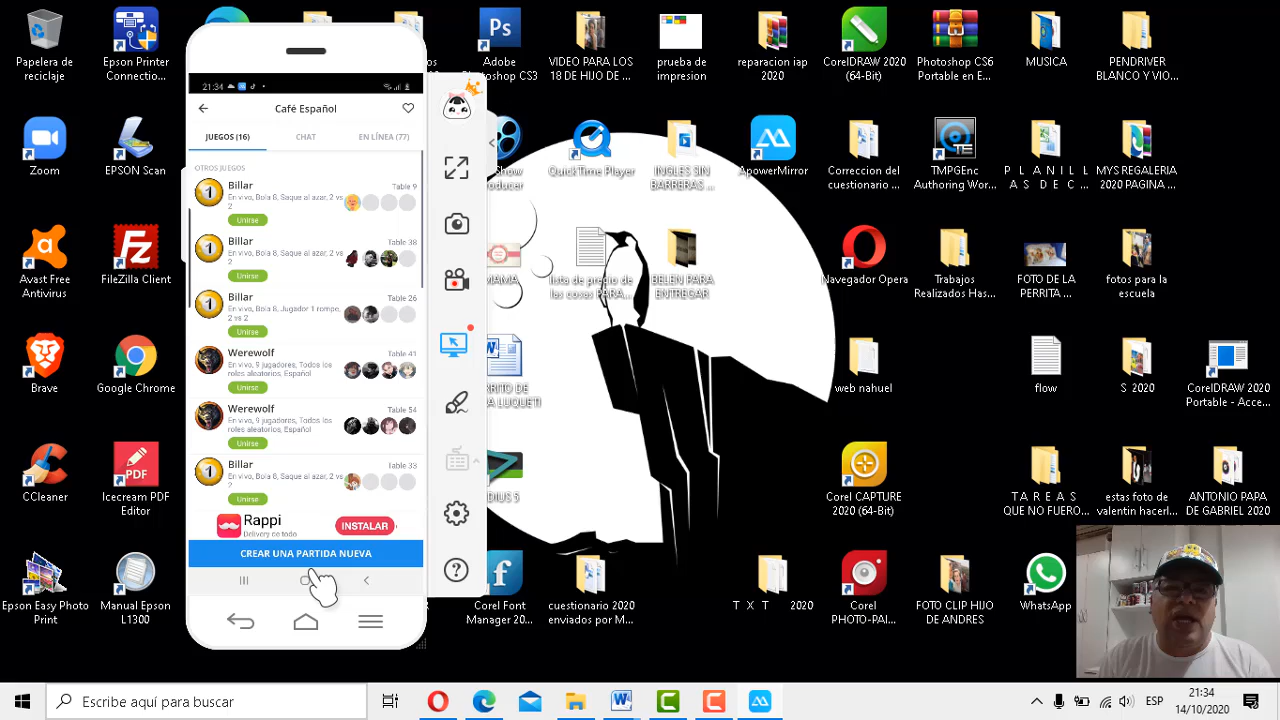 Papelera de
reciclaje
Epson Printer
Connectio...
Adobe
Photoshop CS3
VIDEO PARA LOS
18 DE HIJO DE ...
prueba de
impresion
reparacion iap
2020
CorelDRAW 2020
(64-Bit)
Photoshop CS6
Portable en E...
MUSICA
PENDRIVER
BLANCO Y VIO...
Zoom
EPSON Scan
QuickTime Player
INGLES SIN
BARRERAS ...
ApowerMirror
Correccion del
cuestionario ...
TMPGEnc
Authoring Wor...
P L A N I L L
A S D E C ...
MYS REGALERIA
2020 PAGINA ...
Avast Free
Antivirus
FileZilla Client
MAMA
lista de precio de
las cosas PARA...
BELEN PARA
ENTREGAR
Navegador Opera
Trabajos
Realizados Has...
FOTO DE LA
PERRITA ...
fotos para la
escuela
Brave
Google Chrome
web nahuel
flow
S 2020
CorelDRAW 2020
Portable - Acce...
CCleaner
Icecream PDF
Editor
Corel CAPTURE
2020 (64-Bit)
T A R E A S
QUE NO FUERO...
estas foto de
valentin hacerl...
ANTONIO PAPA
DE GABRIEL 2020
Epson Easy Photo
Print
Manual Epson
L1300
Corel Font
Manager 20...
cuestionario 2020
enviados por M...
T X T 2020
Corel
PHOTO-PAI...
FOTO CLIP HIJO
DE ANDRES
WhatsApp
21:34
Café Español
JUEGOS (16)
CHAT
EN LÍNEA (77)
OTROS JUEGOS
Billar
Table 9
En vivo, Bola 8, Saque al azar, 2 vs
2
Unirse
Billar
Table 38
En vivo, Bola 8, Saque al azar, 2 vs
2
Unirse
Billar
Table 26
En vivo, Bola 8, Jugador 1 rompe,
2 vs 2
Unirse
Werewolf
Table 41
En vivo, 9 jugadores, Todos los
roles aleatorios, Español
Unirse
Werewolf
Table 54
En vivo, 9 jugadores, Todos los
roles aleatorios, Español
Unirse
Billar
Table 33
En vivo, Bola 8, Saque al azar, 2 vs
2
Unirse
Rappi
Delivery de todo
INSTALAR
CREAR UNA PARTIDA NUEVA
Escribe aquí para buscar
ESP
21:34
14/10/2020